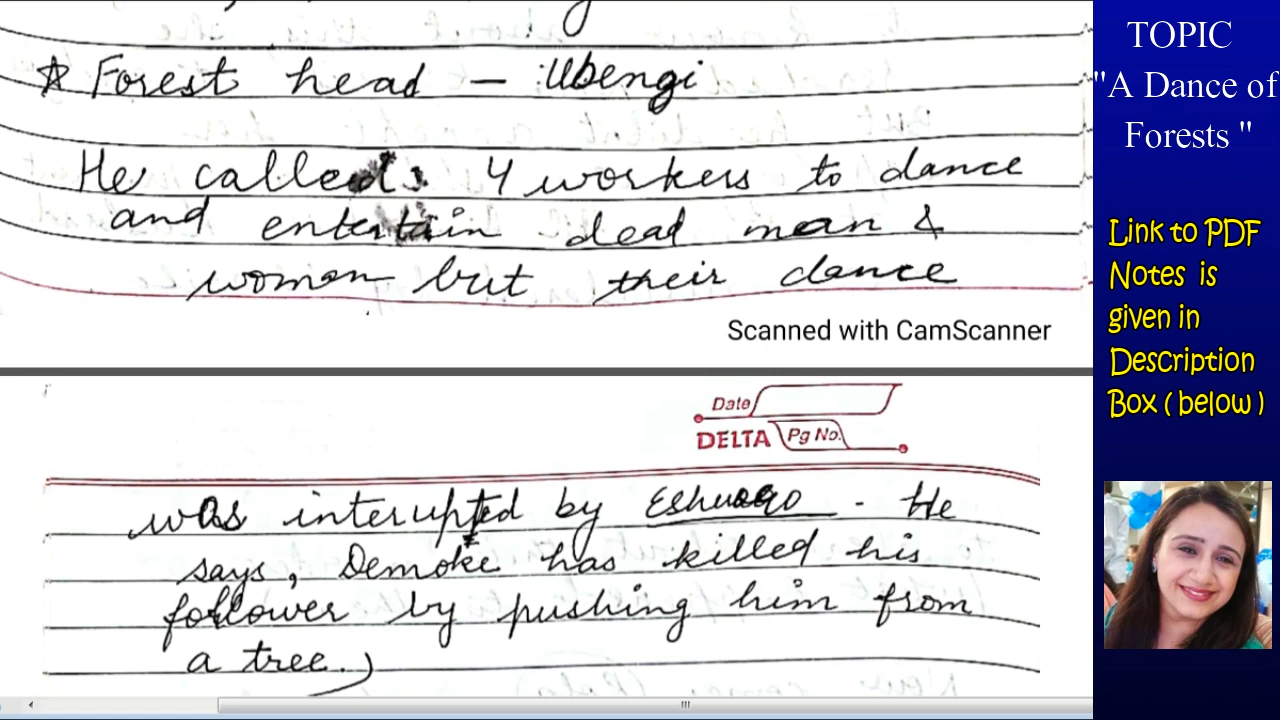 ☆ Forest head – Ubengi
He called 4 workers to dance
and entertain dead man &
woman but their dance
Scanned with CamScanner
Date
DELTA Pg No.
was interupted by Eshuoro. He
says, Demoke has killed his
follower by pushing him from
a tree.)
TOPIC
"A Dance of
Forests "
Link to PDF
Notes is
given in
Description
Box ( below )